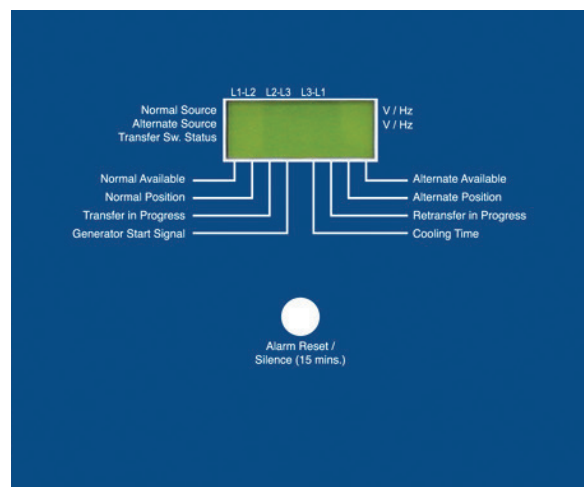 L1-L2 L2-L3 L3-L1
Normal Source V / Hz
Alternate Source V / Hz
Transfer Sw. Status
Normal Available Alternate Available
Normal Position Alternate Position
Transfer in Progress Retransfer in Progress
Generator Start Signal Cooling Time
Alarm Reset /
Silence (15 mins.)